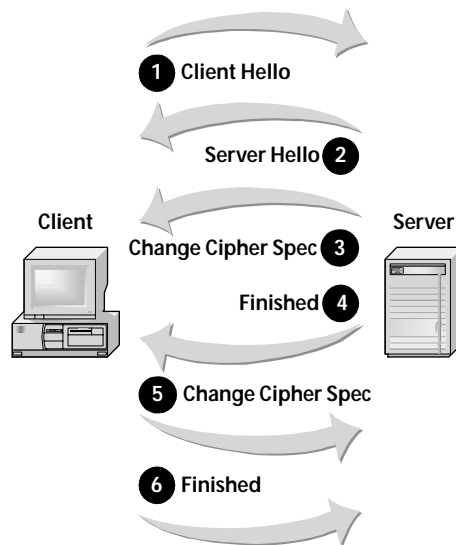 1 Client Hello
Server Hello 2
Client
Server
Change Cipher Spec 3
Finished 4
5 Change Cipher Spec
6 Finished